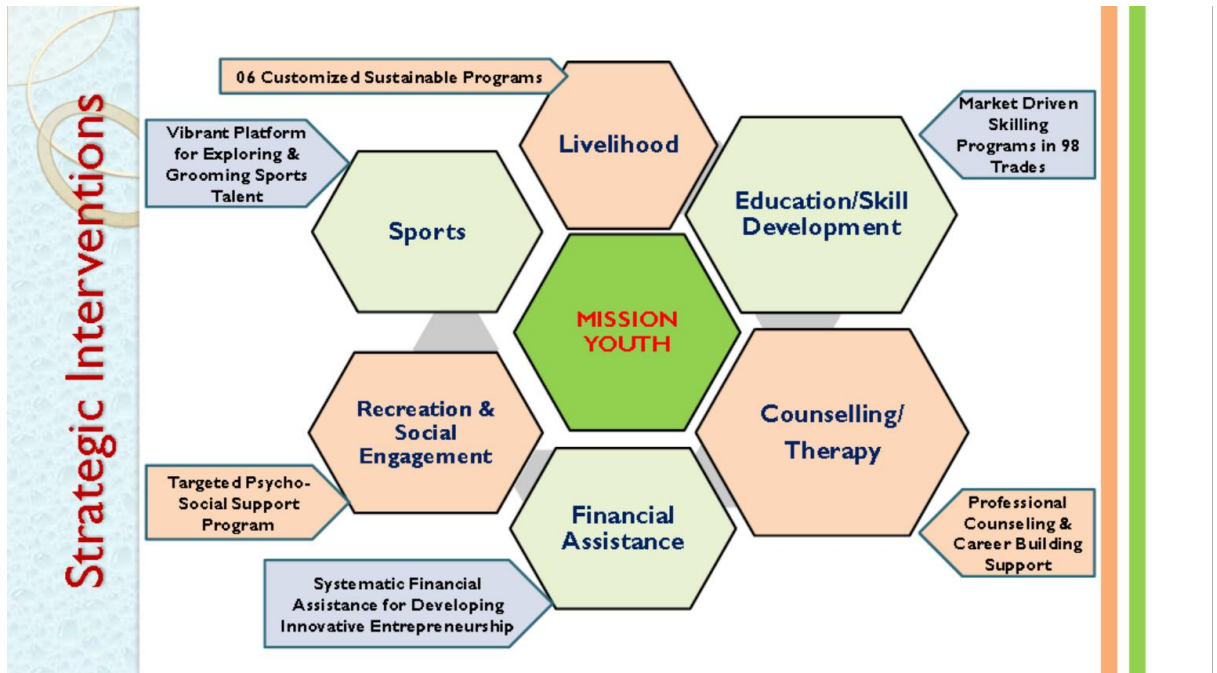 Strategic Interventions
06 Customized Sustainable Programs
Livelihood
Market Driven
Skilling
Programs in 98
Trades
Vibrant Platform
for Exploring &
Grooming Sports
Talent
Education/Skill
Development
Sports
MISSION
YOUTH
Recreation &
Social
Engagement
Counselling/
Therapy
Targeted Psycho-
Social Support
Program
Financial
Assistance
Professional
Counseling &
Career Building
Support
Systematic Financial
Assistance for Developing
Innovative Entrepreneurship